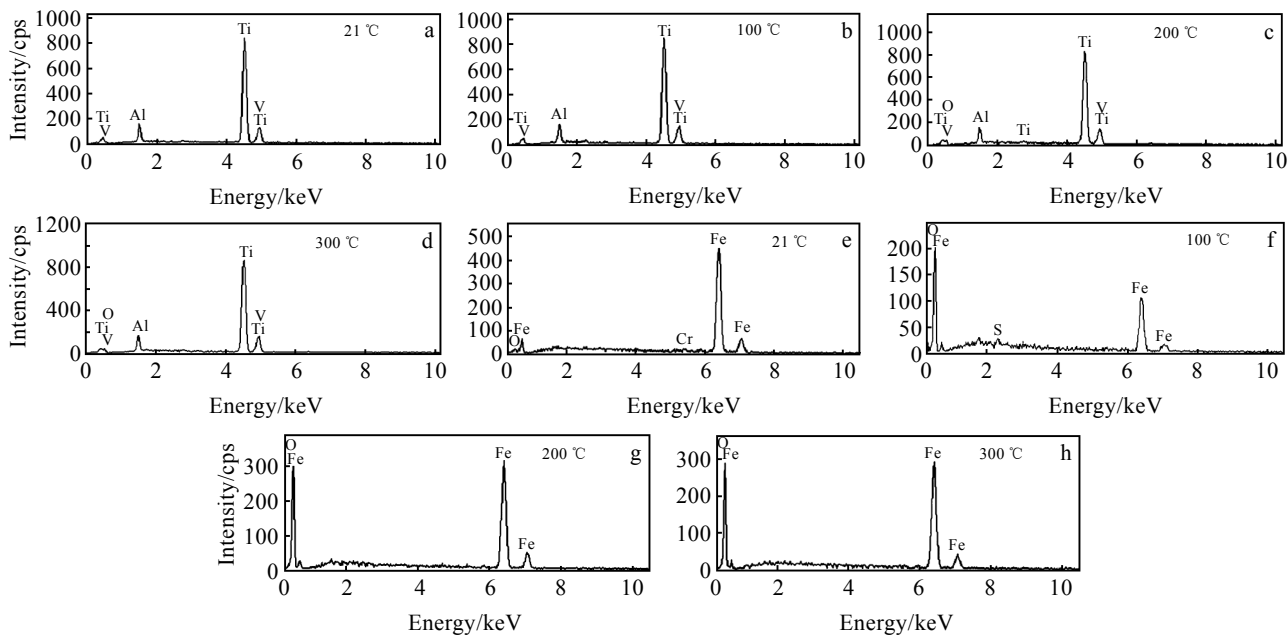 1000
800
600
400
200
0
Intensity/cps
21 ℃
a
Ti
Al
Ti
V
V
Ti
0 2 4 6 8 10
Energy/keV
1000
800
600
400
200
0
100 ℃
b
Ti
Al
Ti
V
V
Ti
0 2 4 6 8 10
Energy/keV
1000
800
600
400
200
0
200 ℃
c
Ti
O
Ti
V
Al
Ti
V
Ti
0 2 4 6 8 10
Energy/keV
1200
800
400
0
Intensity/cps
300 ℃
d
Ti
O
Ti
V
Al
V
Ti
0 2 4 6 8 10
Energy/keV
500
400
300
200
100
0
21 ℃
e
Fe
O
Fe
Cr
Fe
0 2 4 6 8 10
Energy/keV
200
150
100
50
0
100 ℃
f
O
Fe
S
Fe
Fe
0 2 4 6 8 10
Energy/keV
300
200
100
0
Intensity/cps
200 ℃
g
O
Fe
Fe
Fe
0 2 4 6 8 10
Energy/keV
300
200
100
0
300 ℃
h
O
Fe
Fe
Fe
0 2 4 6 8 10
Energy/keV